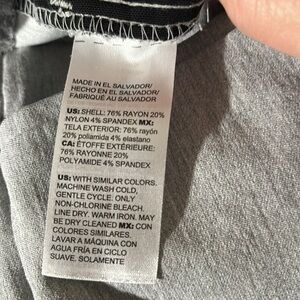 MADE IN EL SALVADOR/
HECHO EN EL SALVADOR/
FABRIQUÉ AU SALVADOR
US: SHELL: 76% RAYON 20%
NYLON 4% SPANDEX MX:
TELA EXTERIOR: 76% rayón
20% poliamida 4% elastano
CA: ÉTOFFE EXTÉRIEURE:
76% RAYONNE 20%
POLYAMIDE 4% SPANDEX
US: WITH SIMILAR COLORS.
MACHINE WASH COLD,
GENTLE CYCLE. ONLY
NON-CHLORINE BLEACH.
LINE DRY. WARM IRON. MAY
BE DRY CLEANED MX: CON
COLORES SIMILARES.
LAVAR A MÁQUINA CON
AGUA FRÍA EN CICLO
SUAVE. SOLAMENTE